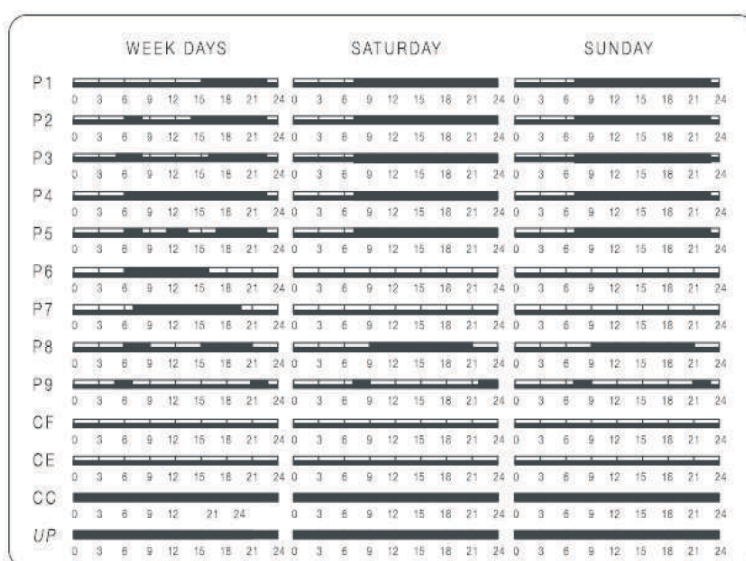 WEEK DAYS SATURDAY SUNDAY
P1
0 3 6 9 12 15 18 21 24 0 3 6 9 12 15 18 21 24 0 3 6 9 12 15 18 21 24
P2
0 3 6 9 12 15 18 21 24 0 3 6 9 12 15 18 21 24 0 3 6 9 12 15 18 21 24
P3
0 3 6 9 12 15 18 21 24 0 3 6 9 12 15 18 21 24 0 3 6 9 12 15 18 21 24
P4
0 3 6 9 12 15 18 21 24 0 3 6 9 12 15 18 21 24 0 3 6 9 12 15 18 21 24
P5
0 3 6 9 12 15 18 21 24 0 3 6 9 12 15 18 21 24 0 3 6 9 12 15 18 21 24
P6
0 3 6 9 12 15 18 21 24 0 3 6 9 12 15 18 21 24 0 3 6 9 12 15 18 21 24
P7
0 3 6 9 12 15 18 21 24 0 3 6 9 12 15 18 21 24 0 3 6 9 12 15 18 21 24
P8
0 3 6 9 12 15 18 21 24 0 3 6 9 12 15 18 21 24 0 3 6 9 12 15 18 21 24
P9
0 3 6 9 12 15 18 21 24 0 3 6 9 12 15 18 21 24 0 3 6 9 12 15 18 21 24
CF
0 3 6 9 12 15 18 21 24 0 3 6 9 12 15 18 21 24 0 3 6 9 12 15 18 21 24
CE
0 3 6 9 12 15 18 21 24 0 3 6 9 12 15 18 21 24 0 3 6 9 12 15 18 21 24
CC
0 3 6 9 12 21 24 0 3 6 9 12 15 18 21 24 0 3 6 9 12 15 18 21 24
UP
0 3 6 9 12 15 18 21 24 0 3 6 9 12 15 18 21 24 0 3 6 9 12 15 18 21 24